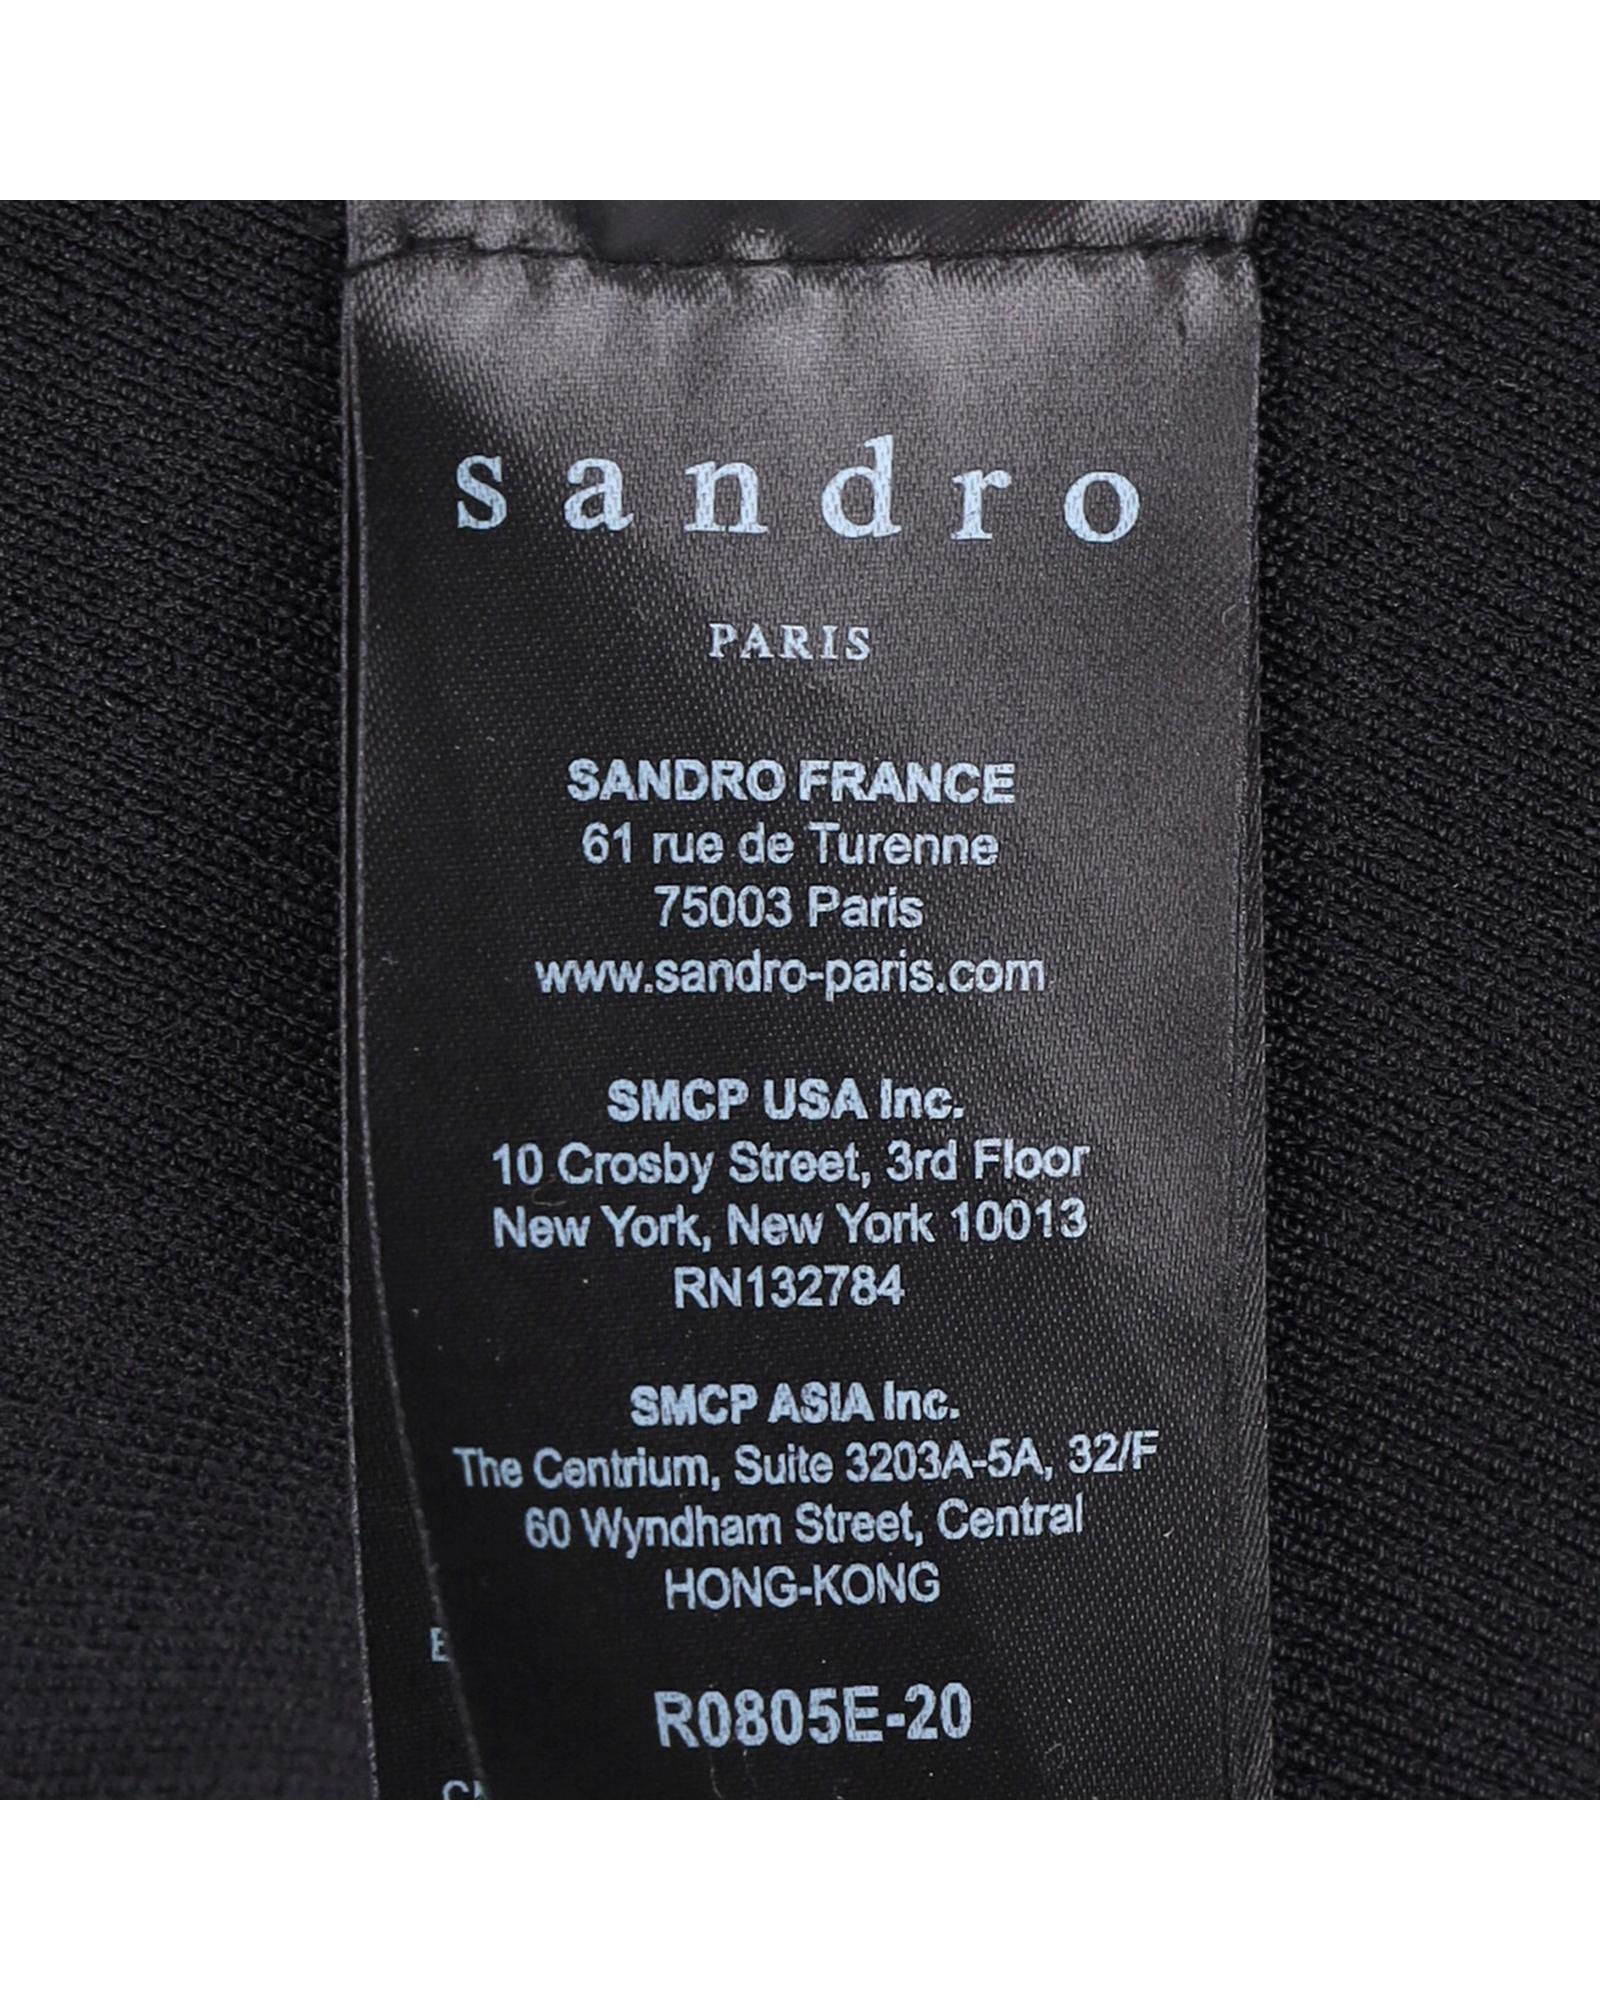 sandro
PARIS
SANDRO FRANCE
61 rue de Turenne
75003 Paris
www.sandro-paris.com
SMCP USA Inc.
10 Crosby Street, 3rd Floor
New York, New York 10013
RN132784
SMCP ASIA Inc.
The Centrium, Suite 3203A-5A, 32/F
60 Wyndham Street, Central
HONG-KONG
R0805E-20